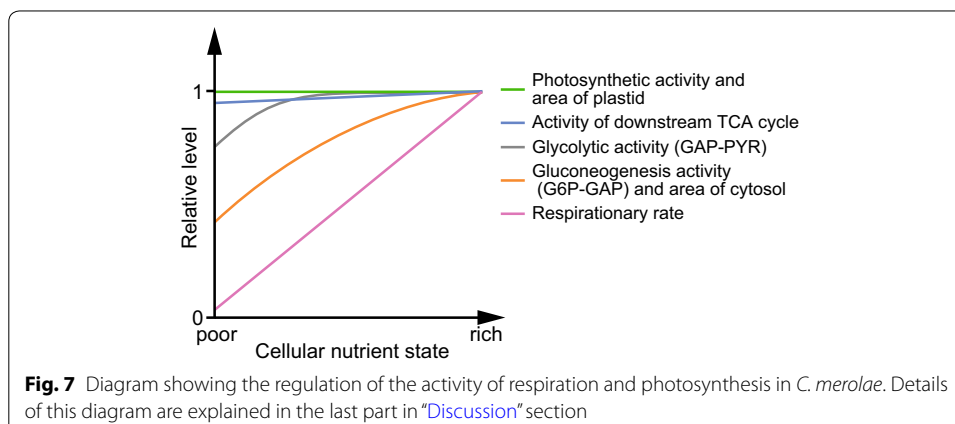 1
Relative level
0
poor
rich
Cellular nutrient state
Photosynthetic activity and
area of plastid
Activity of downstream TCA cycle
Glycolytic activity (GAP-PYR)
Gluconeogenesis activity
(G6P-GAP) and area of cytosol
Respirationary rate
Fig. 7 Diagram showing the regulation of the activity of respiration and photosynthesis in C. merolae. Details
of this diagram are explained in the last part in “Discussion” section